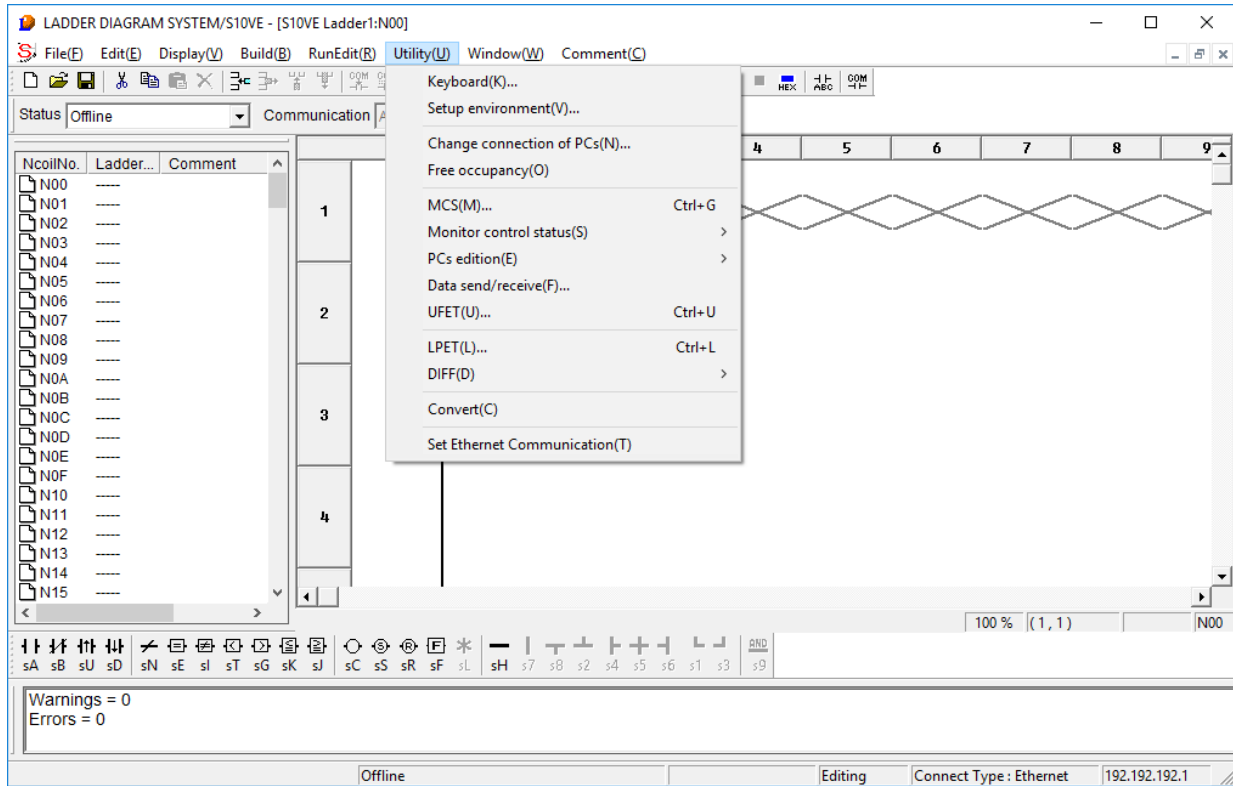 LADDER DIAGRAM SYSTEM/S10VE - [S10VE Ladder1:N00]
File(F) Edit(E) Display(V) Build(B) RunEdit(R) Utility(U) Window(W) Comment(C)
HEX ABC COM
Status Offline Communication
Keyboard(K)...
Setup environment(V)...
Change connection of PCs(N)...
Free occupancy(O)
MCS(M)... Ctrl+G
Monitor control status(S)
PCs edition(E)
Data send/receive(F)...
UFET(U)... Ctrl+U
LPET(L)... Ctrl+L
DIFF(D)
Convert(C)
Set Ethernet Communication(T)
NcoilNo. Ladder... Comment
N00 -----
N01 -----
N02 -----
N03 -----
N04 -----
N05 -----
N06 -----
N07 -----
N08 -----
N09 -----
N0A -----
N0B -----
N0C -----
N0D -----
N0E -----
N0F -----
N10 -----
N11 -----
N12 -----
N13 -----
N14 -----
N15 -----
4 5 6 7 8 9
1
2
3
4
100 % (1, 1) N00
S R F AND
sA sB sU sD sN sE sI sT sG sK sJ sC sS sR sF sL sH s7 s8 s2 s4 s5 s6 s1 s3 s9
Warnings = 0
Errors = 0
Offline Editing Connect Type : Ethernet 192.192.192.1